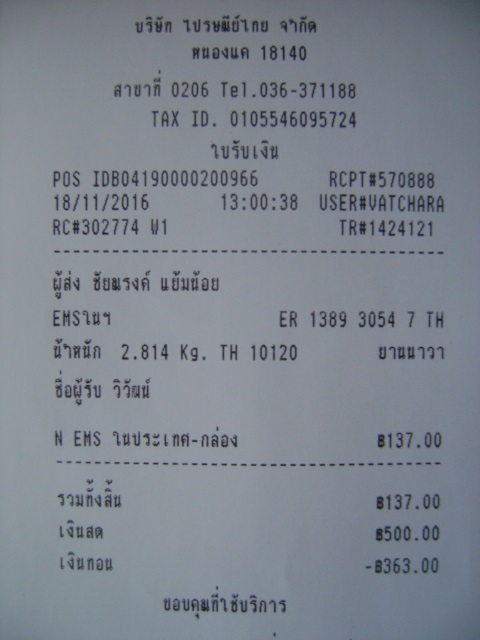 บริษัท ไปรษณีย์ไทย จำกัด
หนองแค 18140
สาขาที่ 0206 Tel.036-371188
TAX ID. 0105546095724
ใบรับเงิน
POS IDB04190000200966 RCPT#570888
18/11/2016 13:00:38 USER#VATCHARA
RC#302774 W1 TR#1424121
ผู้ส่ง ชัยณรงค์ แย้มน้อย
EMSในฯ ER 1389 3054 7 TH
น้ำหนัก 2.814 Kg. TH 10120 ยานนาวา
ชื่อผู้รับ วิวัฒน์
N EMS ในประเทศ-กล่อง ฿137.00
รวมทั้งสิ้น ฿137.00
เงินสด ฿500.00
เงินทอน -฿363.00
ขอบคุณที่ใช้บริการ